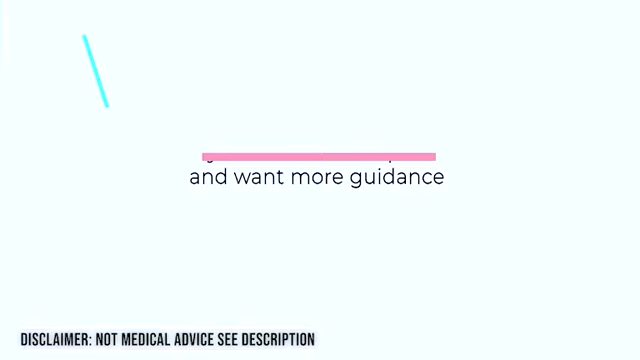 and want more guidance
DISCLAIMER: NOT MEDICAL ADVICE SEE DESCRIPTION